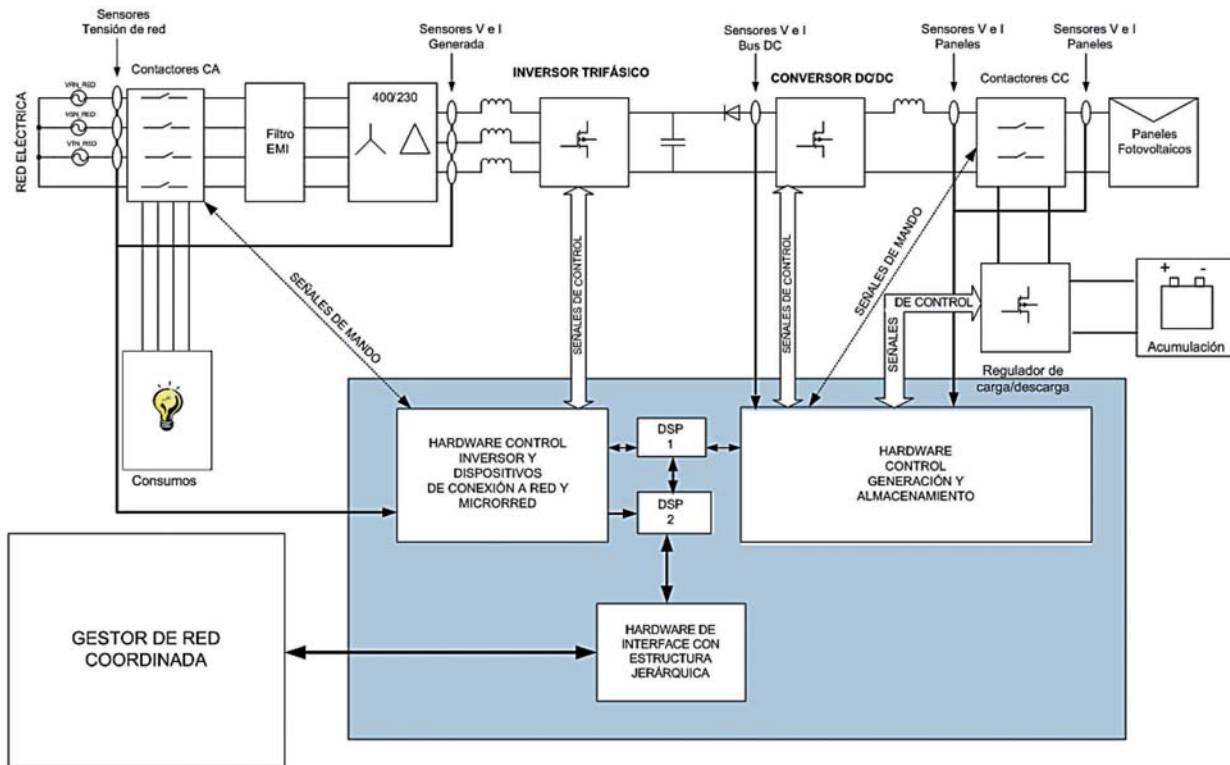 Sensores
Tensión de red
Contactores CA
Sensores V e I
Generada
INVERSOR TRIFÁSICO
Sensores V e I
Bus DC
CONVERSOR DC/DC
Sensores V e I
Paneles
Contactores CC
Sensores V e I
Paneles
RED ELÉCTRICA
VRN_RED
VSN_RED
VTN_RED
Filtro
EMI
400/230
Paneles
Fotovoltaicos
SEÑALES DE MANDO
SEÑALES DE CONTROL
SEÑALES DE CONTROL
SEÑALES DE MANDO
SEÑALES
DE CONTROL
+ -
Acumulación
Regulador de
carga/descarga
Consumos
HARDWARE CONTROL
INVERSOR Y
DISPOSITIVOS
DE CONEXIÓN A RED Y
MICRORRED
DSP
1
DSP
2
HARDWARE
CONTROL
GENERACIÓN Y
ALMACENAMIENTO
GESTOR DE RED
COORDINADA
HARDWARE DE
INTERFACE CON
ESTRUCTURA
JERÁRQUICA